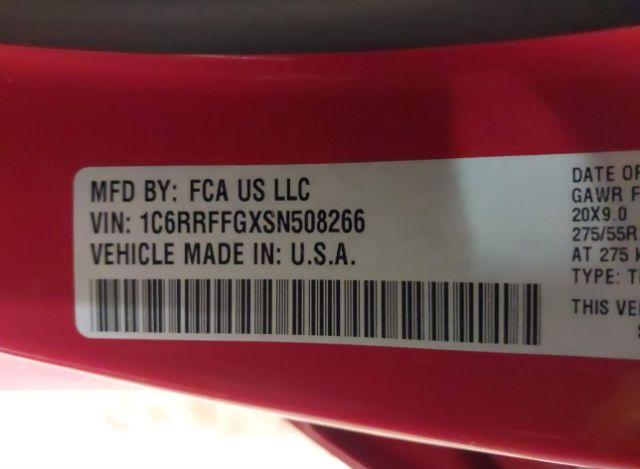 MFD BY: FCA US LLC
VIN: 1C6RRFFGXSN508266
VEHICLE MADE IN: U.S.A.
DATE OF
GAWR F
20X9.0
275/55R
AT 275
TYPE: T
THIS VE